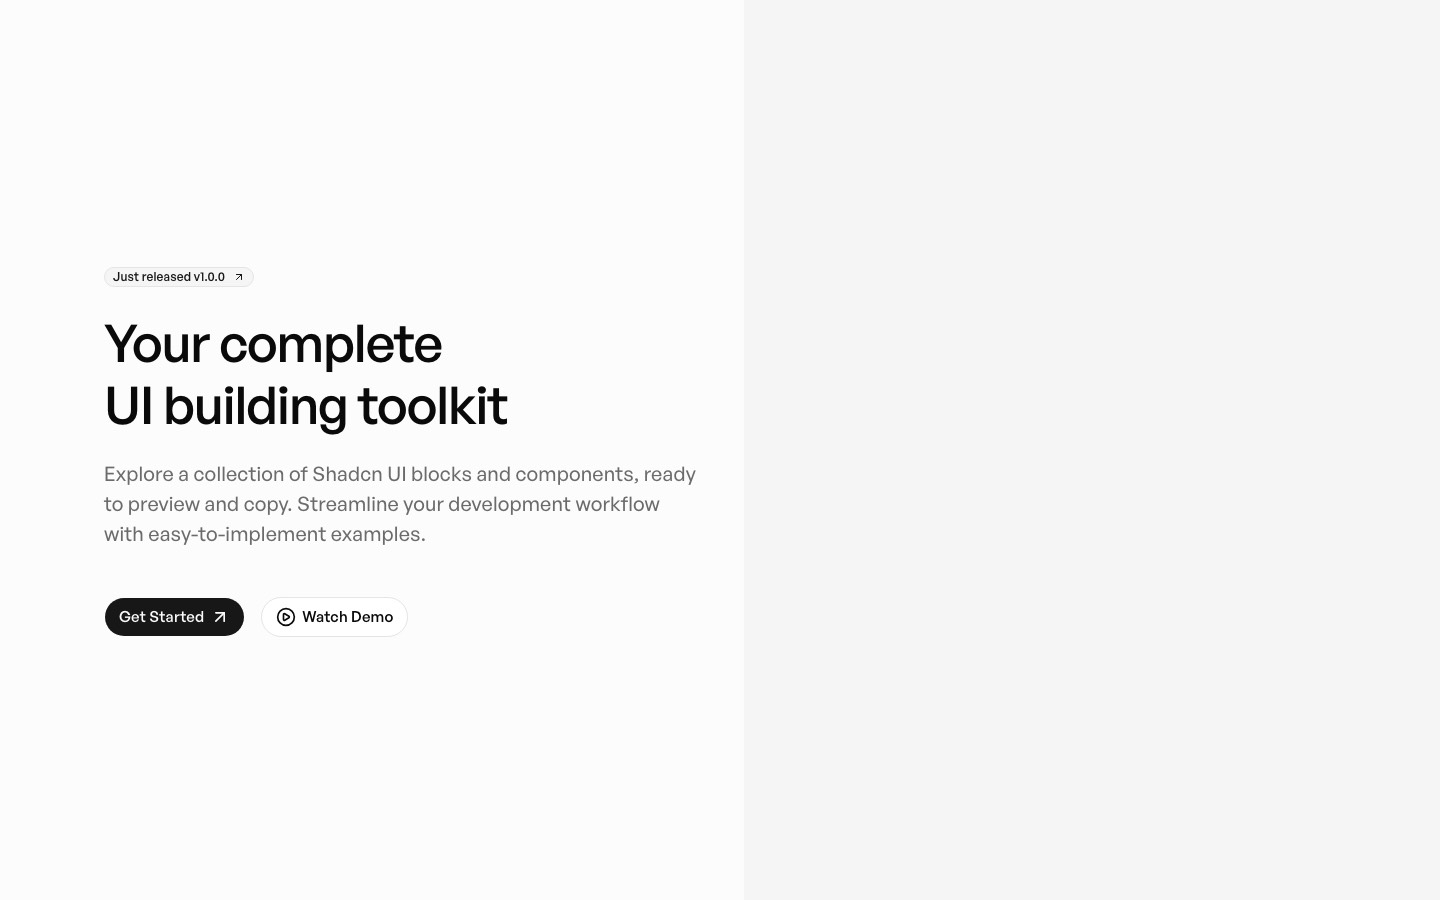 Just released v1.0.0
Your complete
UI building toolkit
Explore a collection of Shadcn UI blocks and components, ready
to preview and copy. Streamline your development workflow
with easy-to-implement examples.
Get Started
Watch Demo